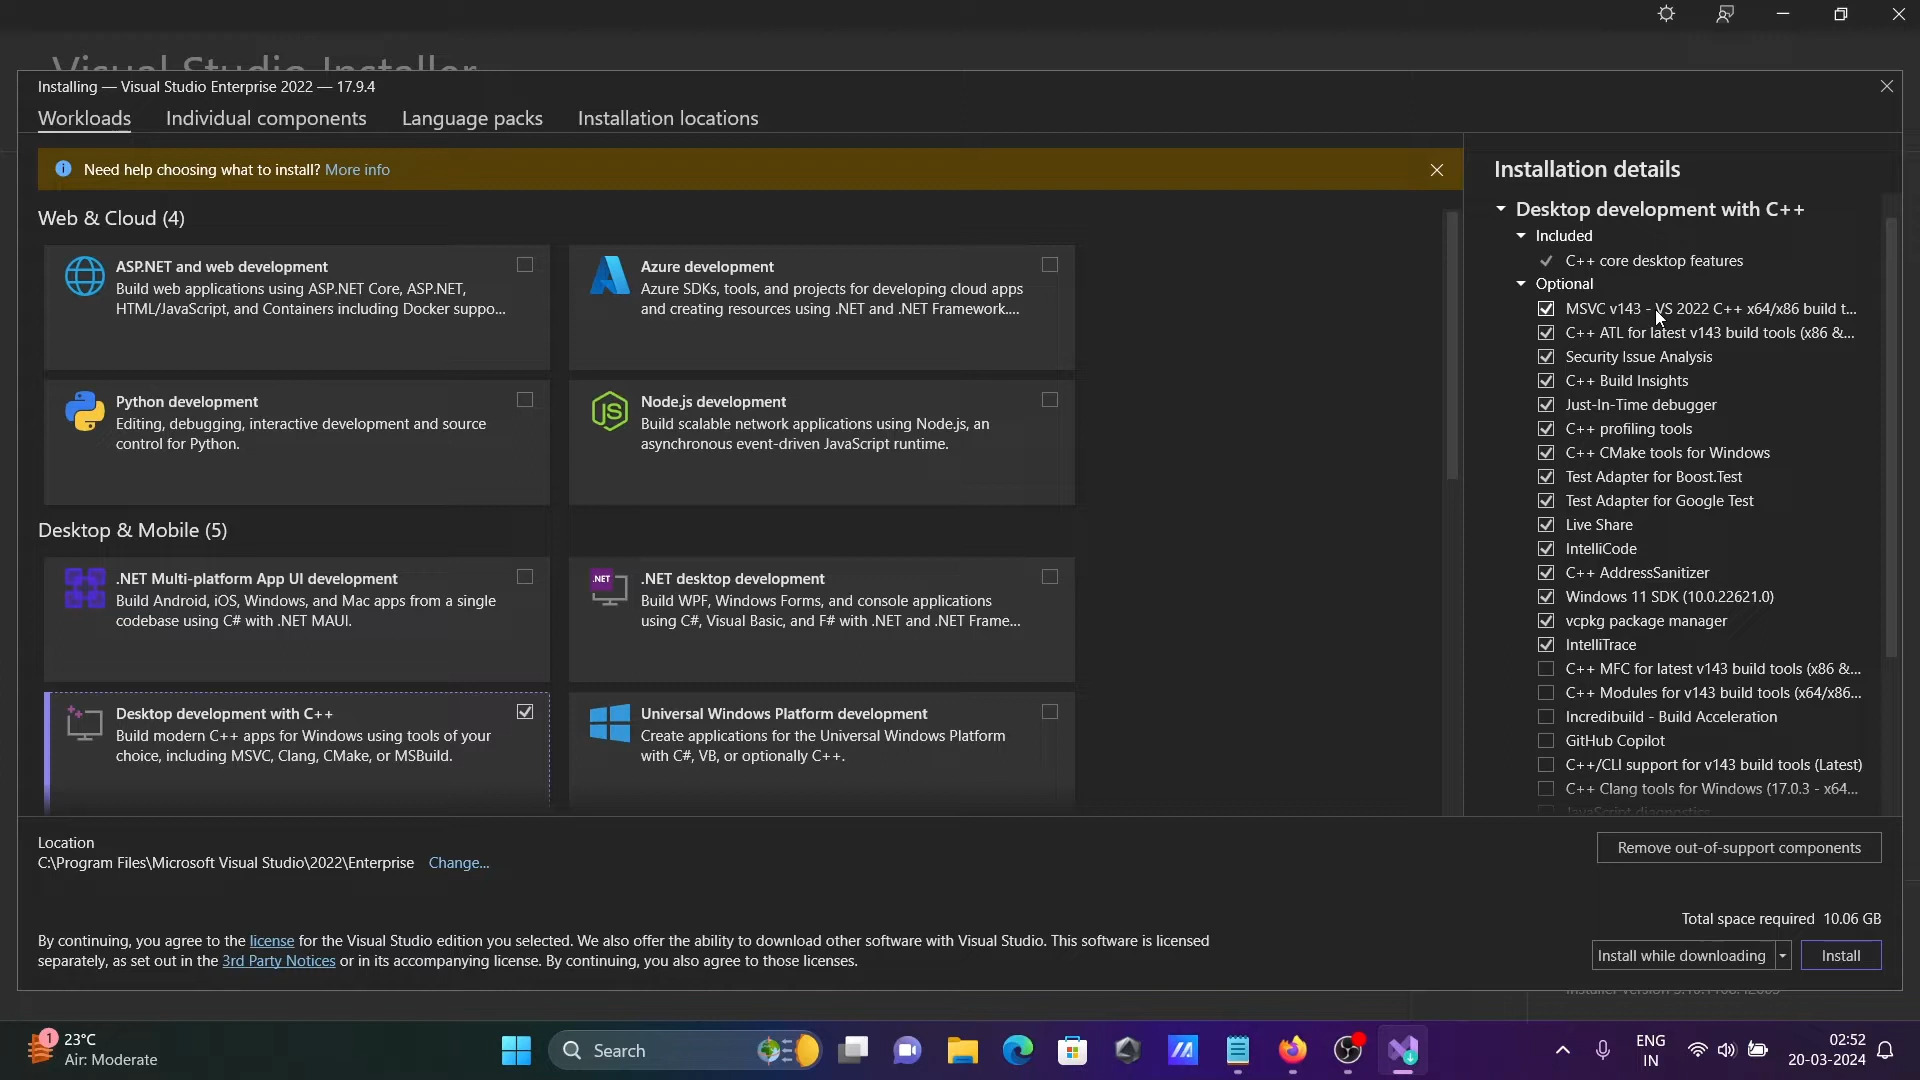 Visual Studio Installer
Installing — Visual Studio Enterprise 2022 — 17.9.4
Workloads Individual components Language packs Installation locations
Need help choosing what to install? More info
Web & Cloud (4)
ASP.NET and web development
Build web applications using ASP.NET Core, ASP.NET,
HTML/JavaScript, and Containers including Docker suppo...
Azure development
Azure SDKs, tools, and projects for developing cloud apps
and creating resources using .NET and .NET Framework....
Python development
Editing, debugging, interactive development and source
control for Python.
Node.js development
Build scalable network applications using Node.js, an
asynchronous event-driven JavaScript runtime.
Desktop & Mobile (5)
.NET Multi-platform App UI development
Build Android, iOS, Windows, and Mac apps from a single
codebase using C# with .NET MAUI.
.NET
.NET desktop development
Build WPF, Windows Forms, and console applications
using C#, Visual Basic, and F# with .NET and .NET Frame...
Desktop development with C++
Build modern C++ apps for Windows using tools of your
choice, including MSVC, Clang, CMake, or MSBuild.
Universal Windows Platform development
Create applications for the Universal Windows Platform
with C#, VB, or optionally C++.
Installation details
Desktop development with C++
Included
C++ core desktop features
Optional
MSVC v143 - VS 2022 C++ x64/x86 build t...
C++ ATL for latest v143 build tools (x86 &...
Security Issue Analysis
C++ Build Insights
Just-In-Time debugger
C++ profiling tools
C++ CMake tools for Windows
Test Adapter for Boost.Test
Test Adapter for Google Test
Live Share
IntelliCode
C++ AddressSanitizer
Windows 11 SDK (10.0.22621.0)
vcpkg package manager
IntelliTrace
C++ MFC for latest v143 build tools (x86 &...
C++ Modules for v143 build tools (x64/x86...
Incredibuild - Build Acceleration
GitHub Copilot
C++/CLI support for v143 build tools (Latest)
C++ Clang tools for Windows (17.0.3 - x64...
JavaScript diagnostics
Location
C:\Program Files\Microsoft Visual Studio\2022\Enterprise Change...
Remove out-of-support components
Total space required 10.06 GB
By continuing, you agree to the license for the Visual Studio edition you selected. We also offer the ability to download other software with Visual Studio. This software is licensed
separately, as set out in the 3rd Party Notices or in its accompanying license. By continuing, you also agree to those licenses.
Install while downloading
Install
1
23°C
Air: Moderate
Search
ENG
IN
02:52
20-03-2024